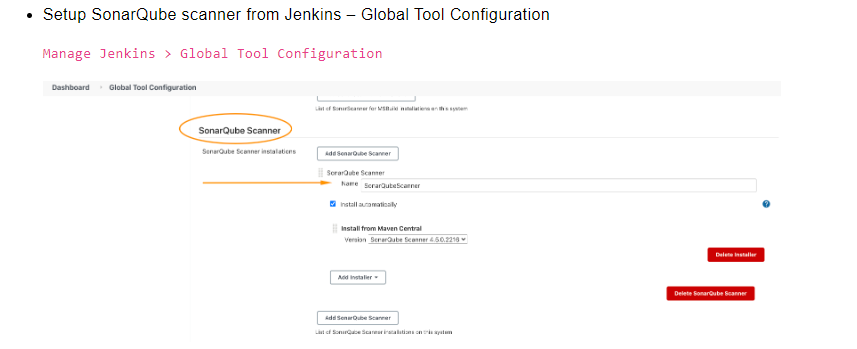 Setup SonarQube scanner from Jenkins – Global Tool Configuration
Manage Jenkins > Global Tool Configuration
Dashboard > Global Tool Configuration
List of SonarScanner for MSBuild installations on this system
SonarQube Scanner
SonarQube Scanner installations
Add SonarQube Scanner
SonarQube Scanner
Name SonarQubeScanner
Install automatically
Install from Maven Central
Version SonarQube Scanner 4.5.0.2216
Delete Installer
Add Installer
Delete SonarQube Scanner
Add SonarQube Scanner
List of SonarQube Scanner installations on this system